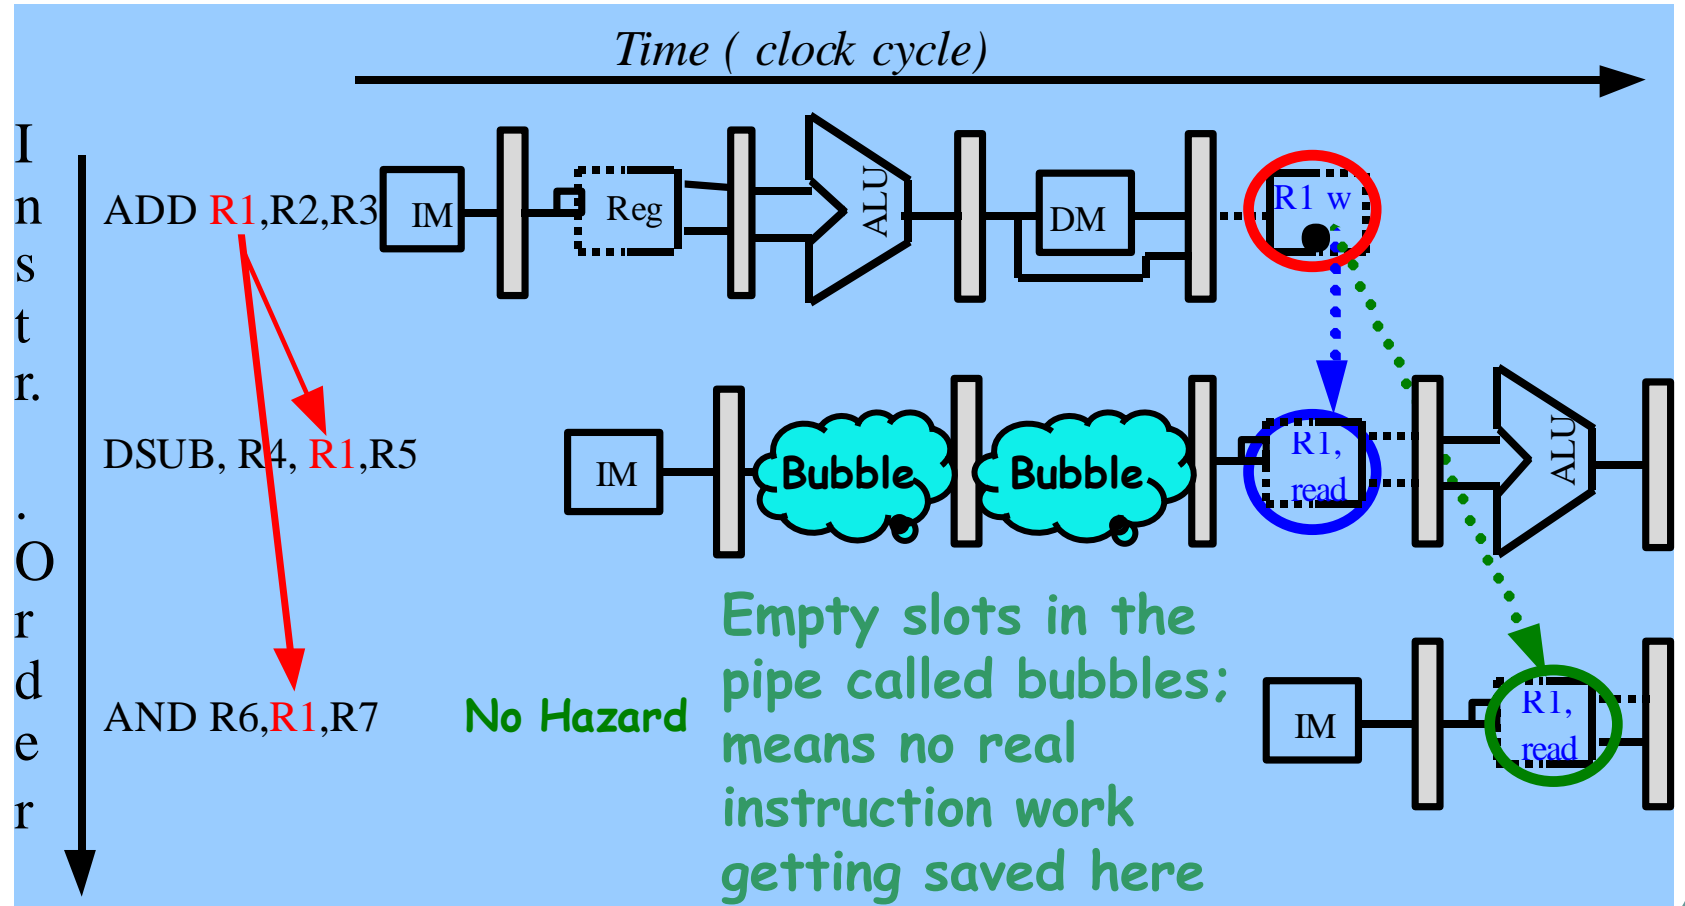 Time ( clock cycle)
Instr.
.Order
ADD R1,R2,R3
IM
Reg
ALU
DM
R1 w
DSUB, R4, R1,R5
IM
Bubble
Bubble
R1,
read
ALU
AND R6,R1,R7
No Hazard
IM
R1,
read
Empty slots in the
pipe called bubbles;
means no real
instruction work
getting saved here